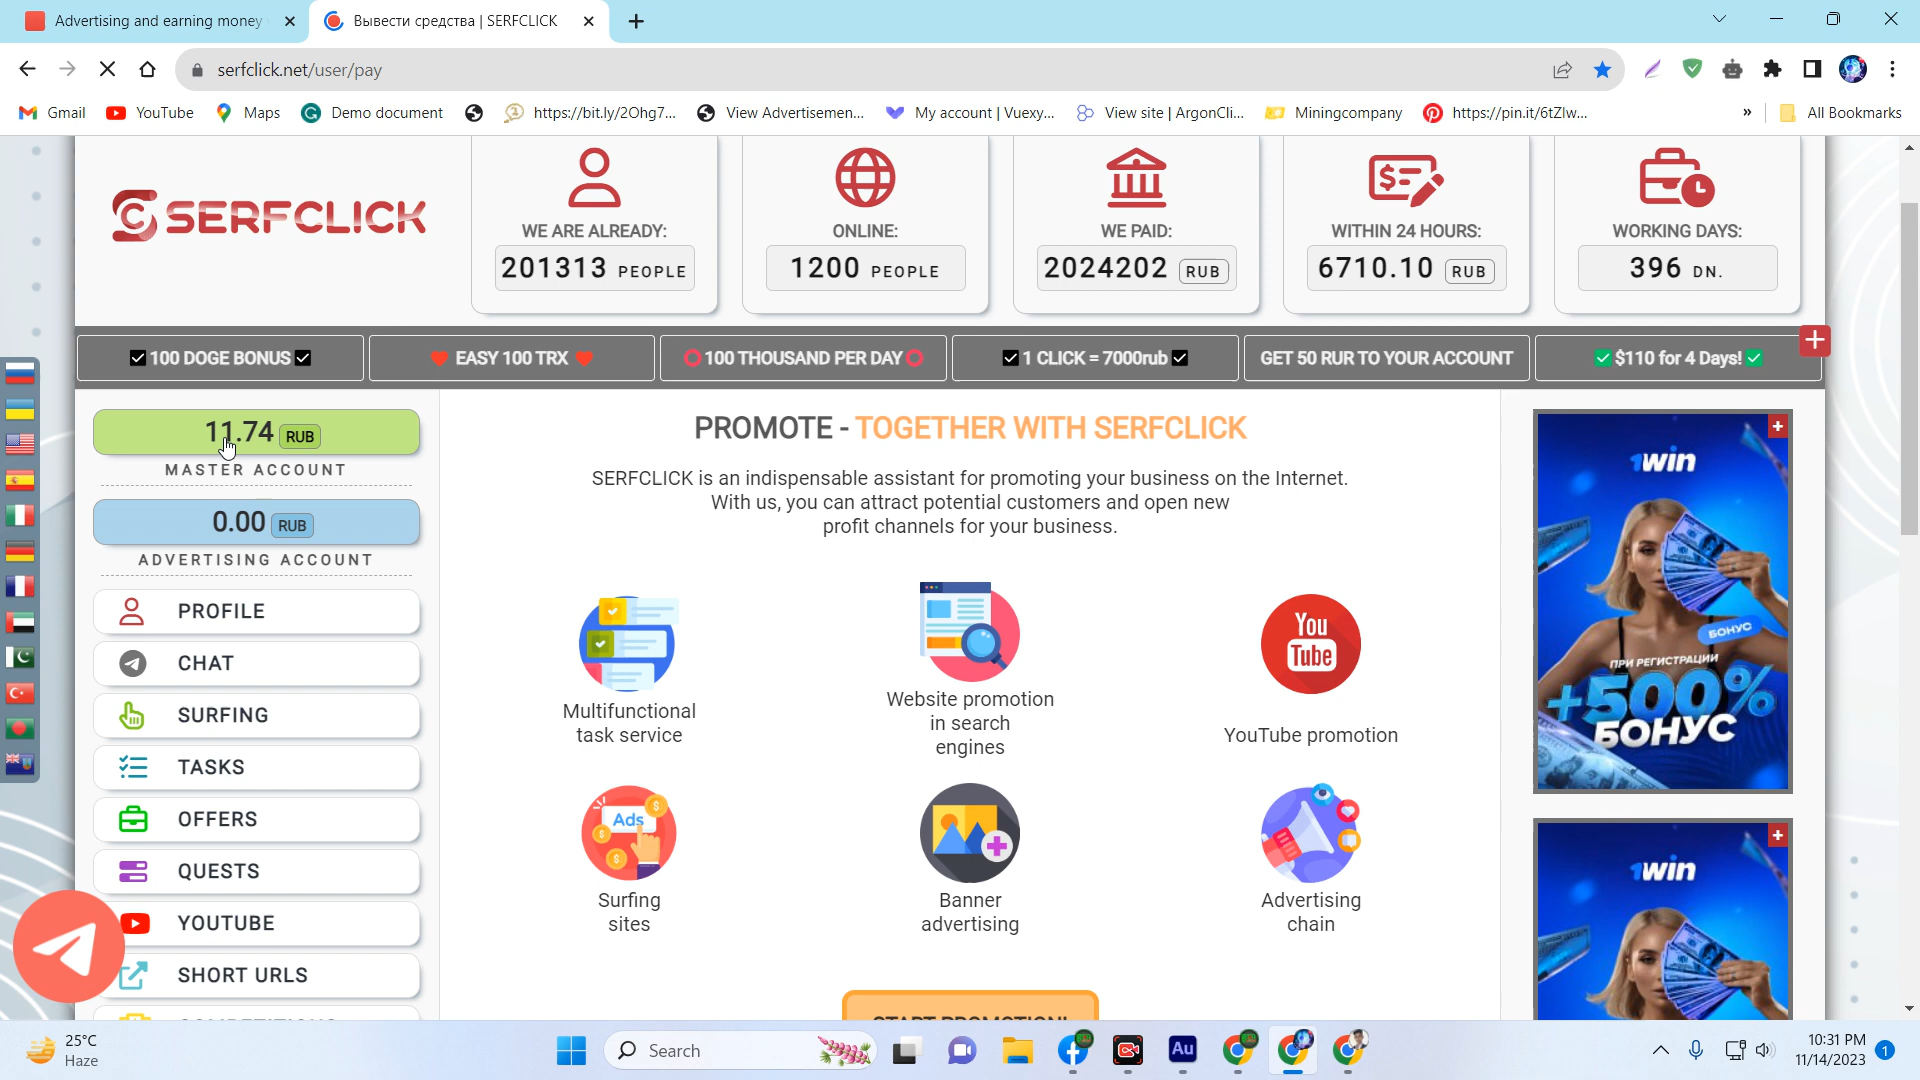 Advertising and earning money
Вывести средства | SERFCLICK
serfclick.net/user/pay
Gmail
YouTube
Maps
Demo document
https://bit.ly/2Ohg7...
View Advertisemen...
My account | Vuexy...
View site | ArgonCli...
Miningcompany
https://pin.it/6tZlw...
»
All Bookmarks
SERFCLICK
WE ARE ALREADY:
201313 PEOPLE
ONLINE:
1200 PEOPLE
WE PAID:
2024202 RUB
WITHIN 24 HOURS:
6710.10 RUB
WORKING DAYS:
396 DN.
100 DOGE BONUS
EASY 100 TRX
100 THOUSAND PER DAY
1 CLICK = 7000rub
GET 50 RUR TO YOUR ACCOUNT
$110 for 4 Days!
11.74 RUB
MASTER ACCOUNT
0.00 RUB
ADVERTISING ACCOUNT
PROFILE
CHAT
SURFING
TASKS
OFFERS
QUESTS
YOUTUBE
SHORT URLS
PROMOTE - TOGETHER WITH SERFCLICK
SERFCLICK is an indispensable assistant for promoting your business on the Internet.
With us, you can attract potential customers and open new
profit channels for your business.
Multifunctional
task service
Website promotion
in search
engines
You
Tube
YouTube promotion
Ads
Surfing
sites
Banner
advertising
Advertising
chain
START PROMOTION!
1win
БОНУС
ПРИ РЕГИСТРАЦИИ
+500%
БОНУС
1win
25°C
Haze
Search
Au
10:31 PM
11/14/2023
1